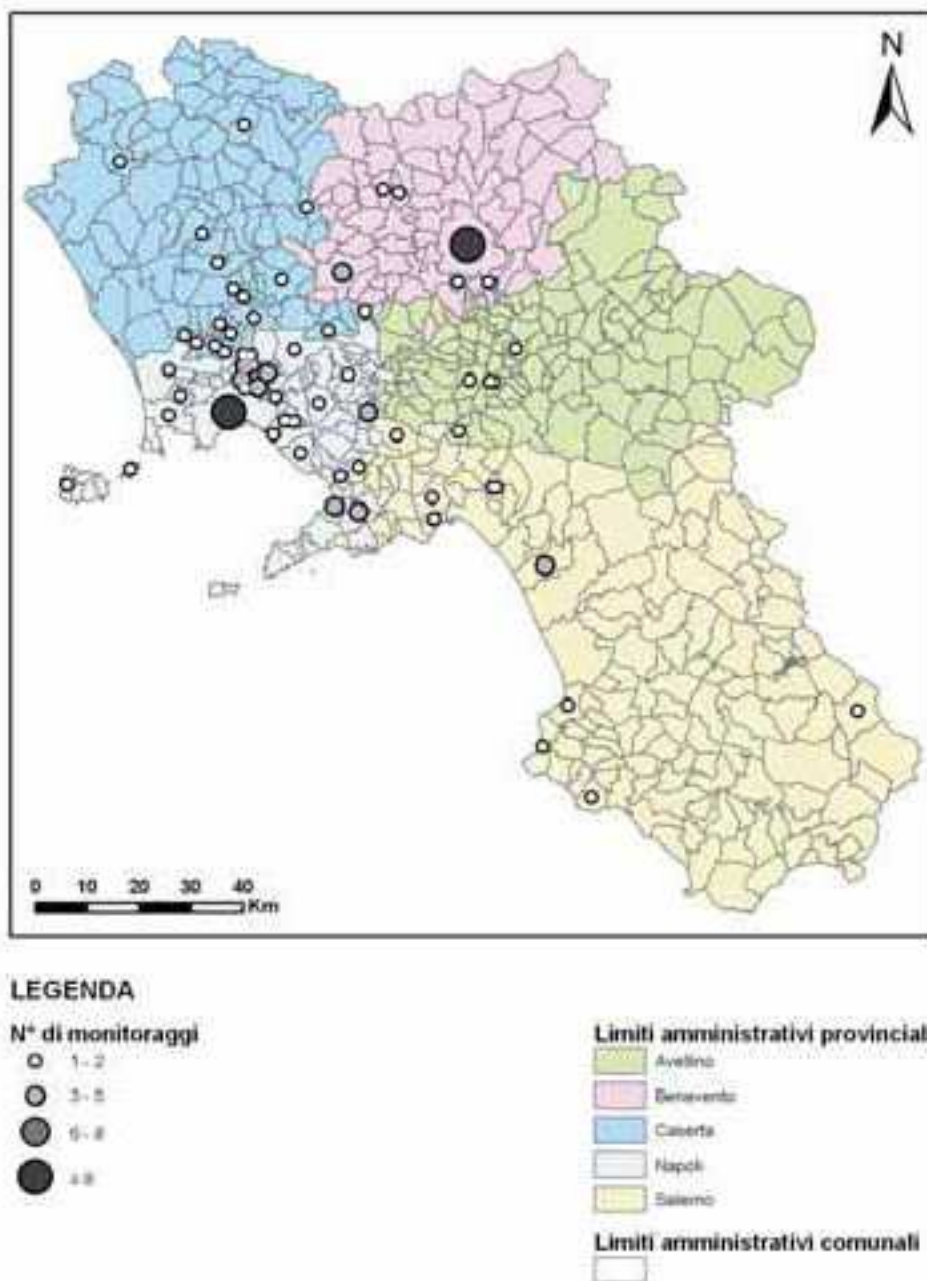 N
0 10 20 30 40
Km
LEGENDA
N° di monitoraggi
1 - 2
3 - 5
6 - 8
Limiti amministrativi provincial
Avellino
Benevento
Caserta
Napoli
Salerno
Limiti amministrativi comunali